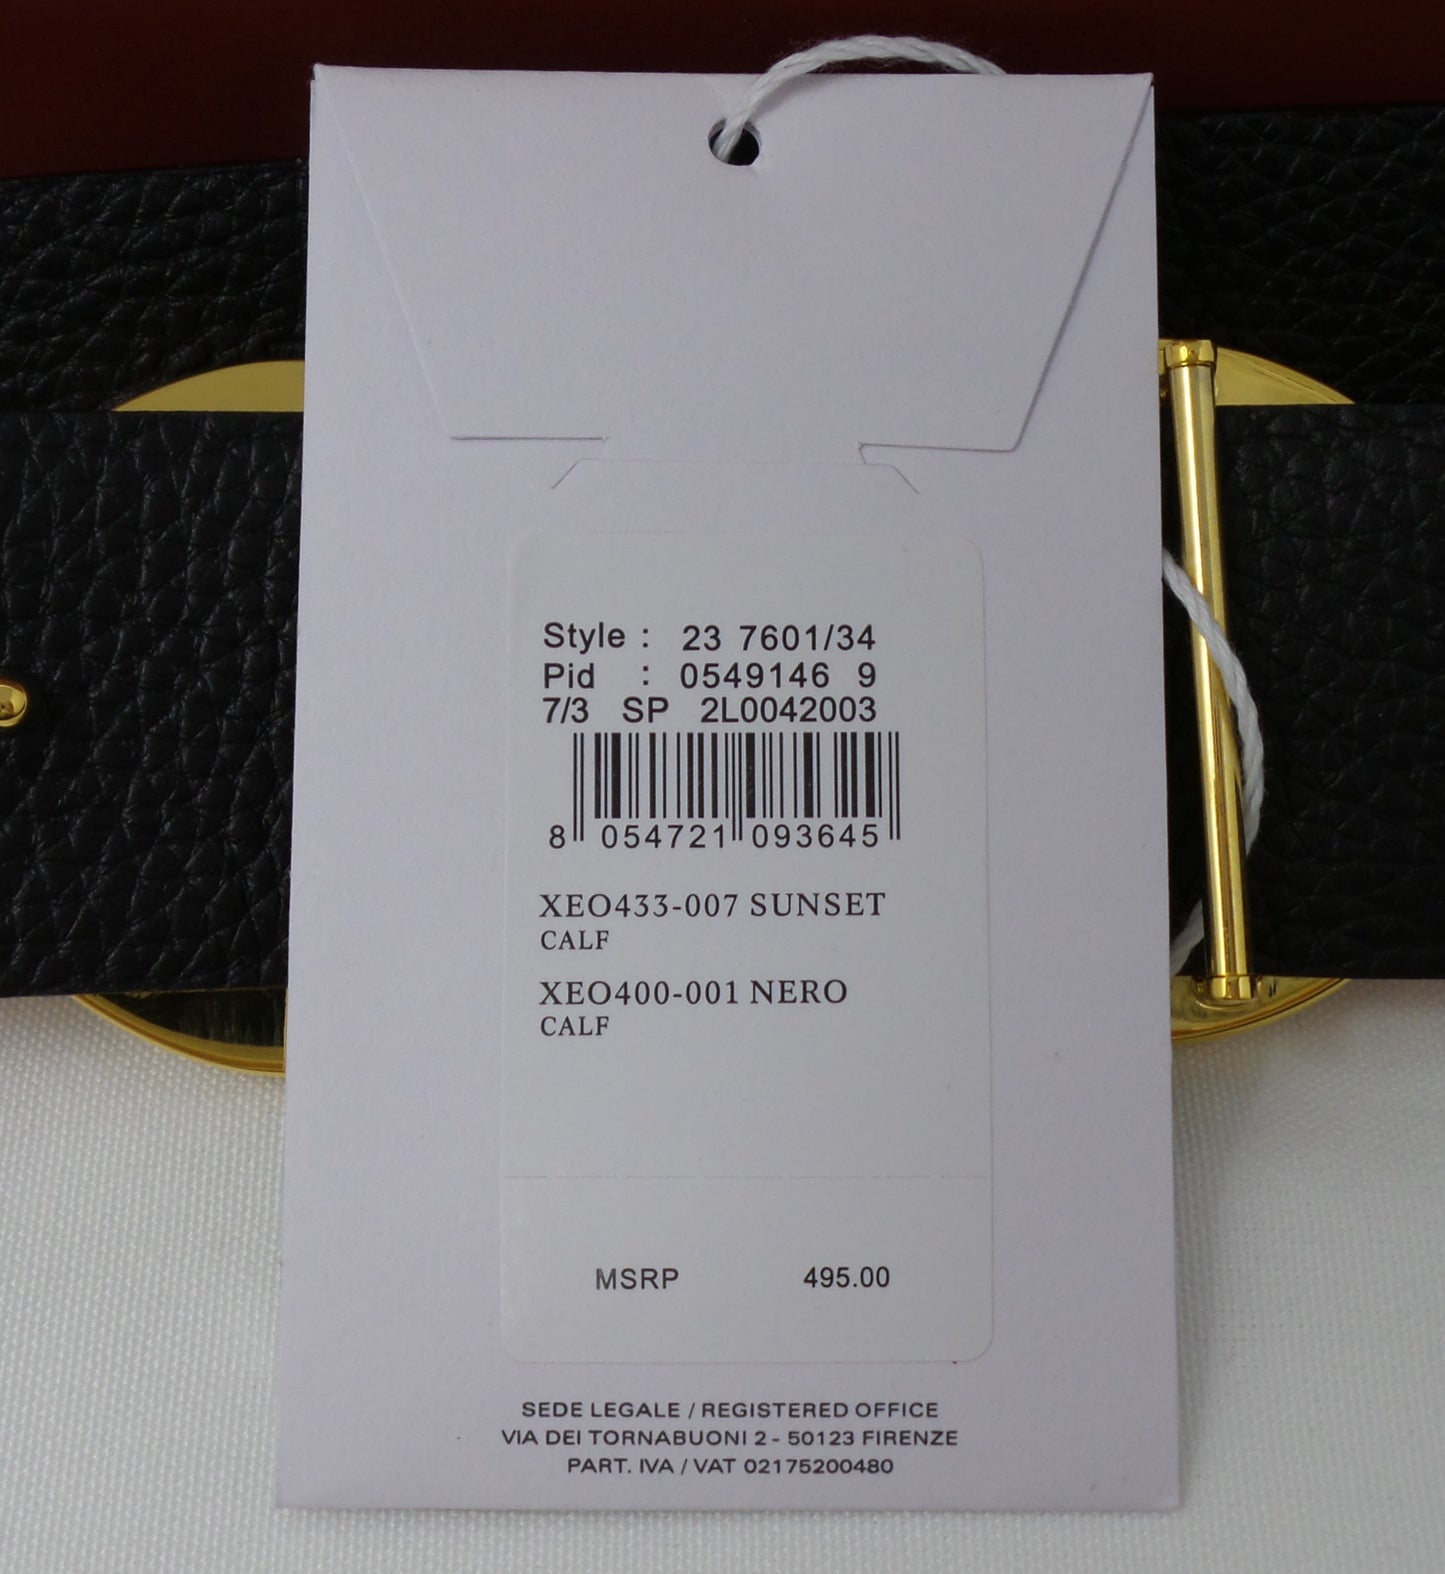 Style : 23 7601/34
Pid : 0549146 9
7/3 SP 2L0042003
8 054721 093645
XEO433-007 SUNSET
CALF
XEO400-001 NERO
CALF
MSRP 495.00
SEDE LEGALE / REGISTERED OFFICE
VIA DEI TORNABUONI 2 - 50123 FIRENZE
PART. IVA / VAT 02175200480